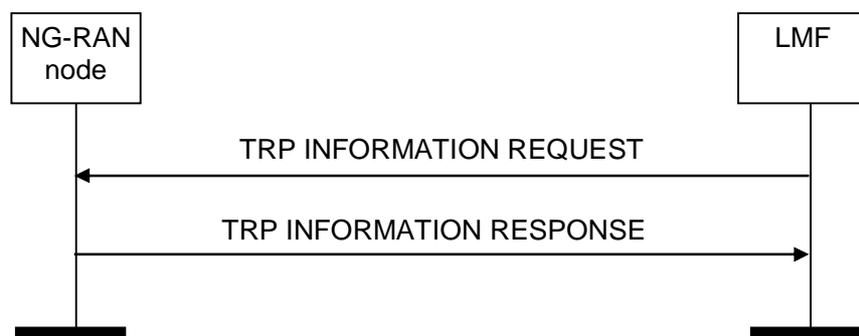 NG-RAN
node
LMF
TRP INFORMATION REQUEST
TRP INFORMATION RESPONSE